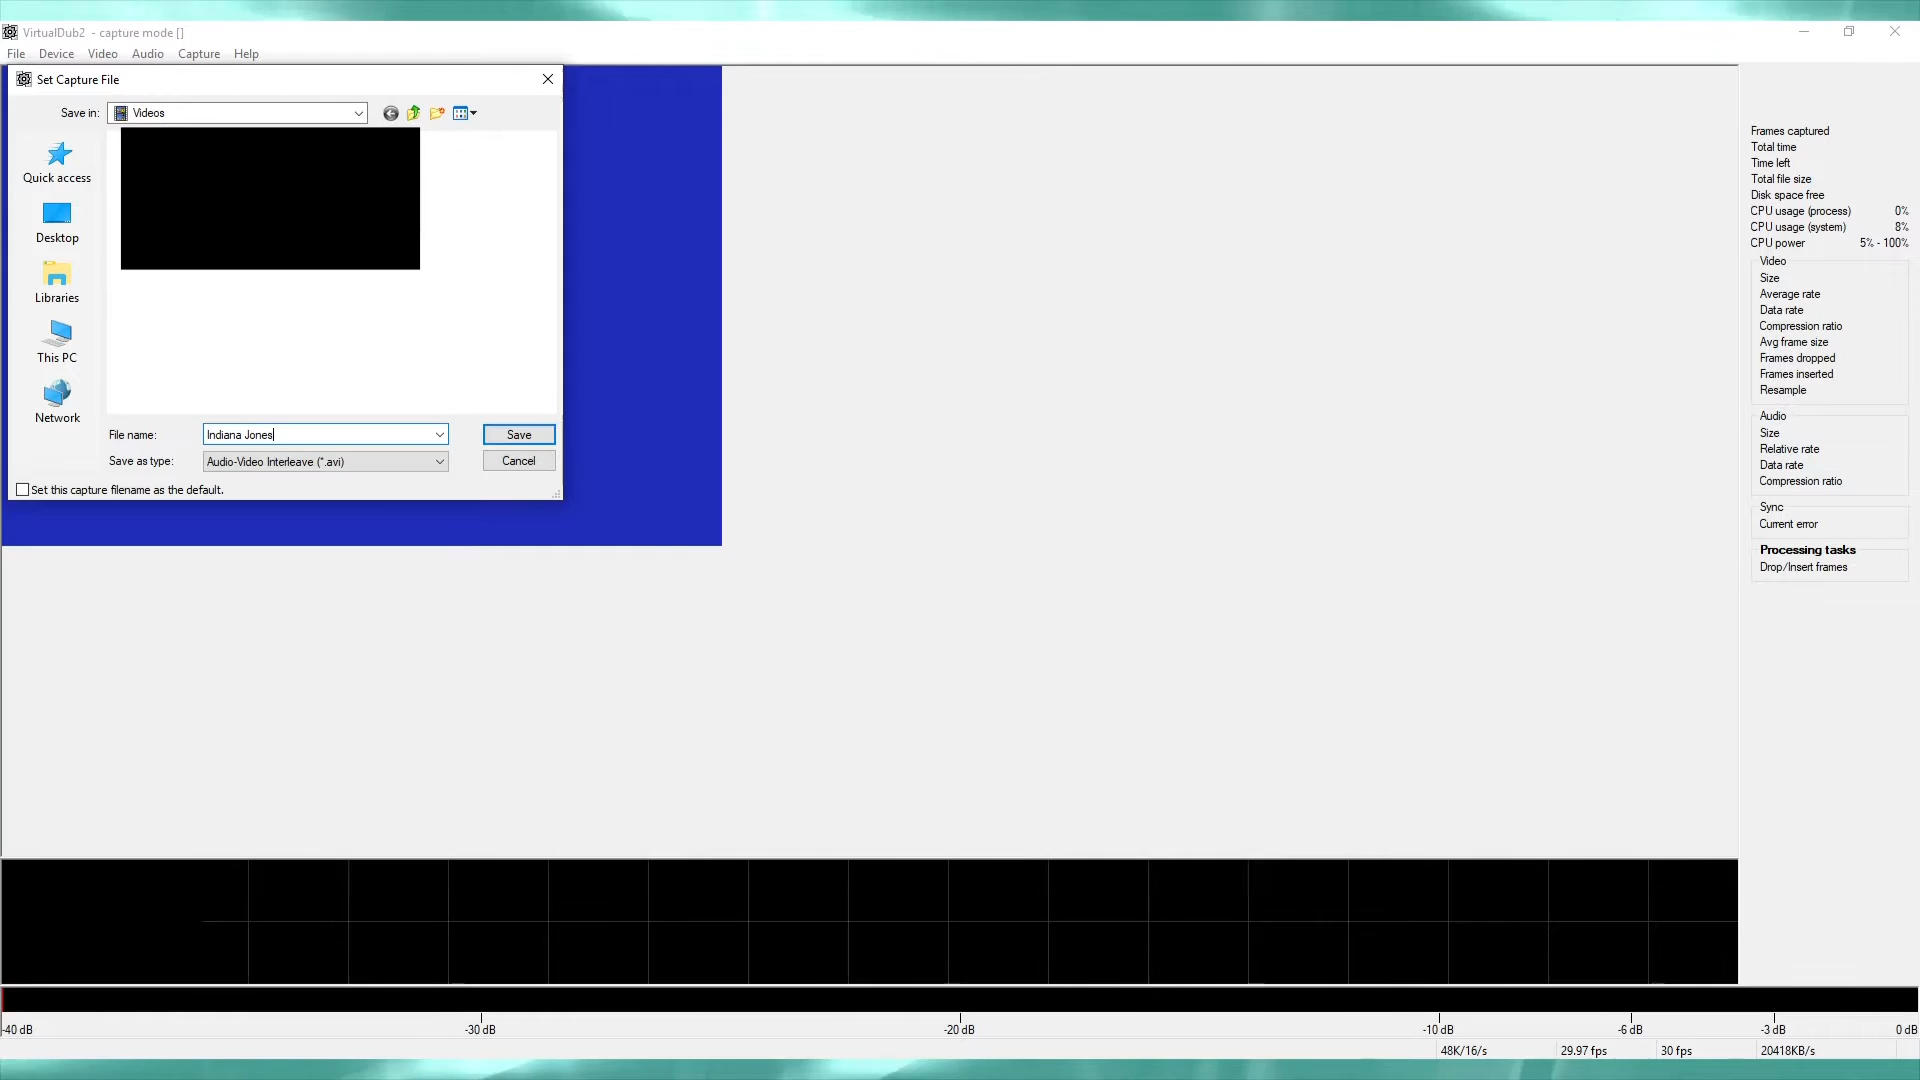 VirtualDub2 - capture mode []
File Device Video Audio Capture Help
Set Capture File
Save in: Videos
Quick access
Desktop
Libraries
This PC
Network
File name: Indiana Jones Save
Save as type: Audio-Video Interleave (*.avi) Cancel
Set this capture filename as the default.
Frames captured
Total time
Time left
Total file size
Disk space free
CPU usage (process) 0%
CPU usage (system) 8%
CPU power 5% - 100%
Video
Size
Average rate
Data rate
Compression ratio
Avg frame size
Frames dropped
Frames inserted
Resample
Audio
Size
Relative rate
Data rate
Compression ratio
Sync
Current error
Processing tasks
Drop/Insert frames
-40 dB -30 dB -20 dB -10 dB -6 dB -3 dB 0 dB
48K/16/s 29.97 fps 30 fps 20418KB/s